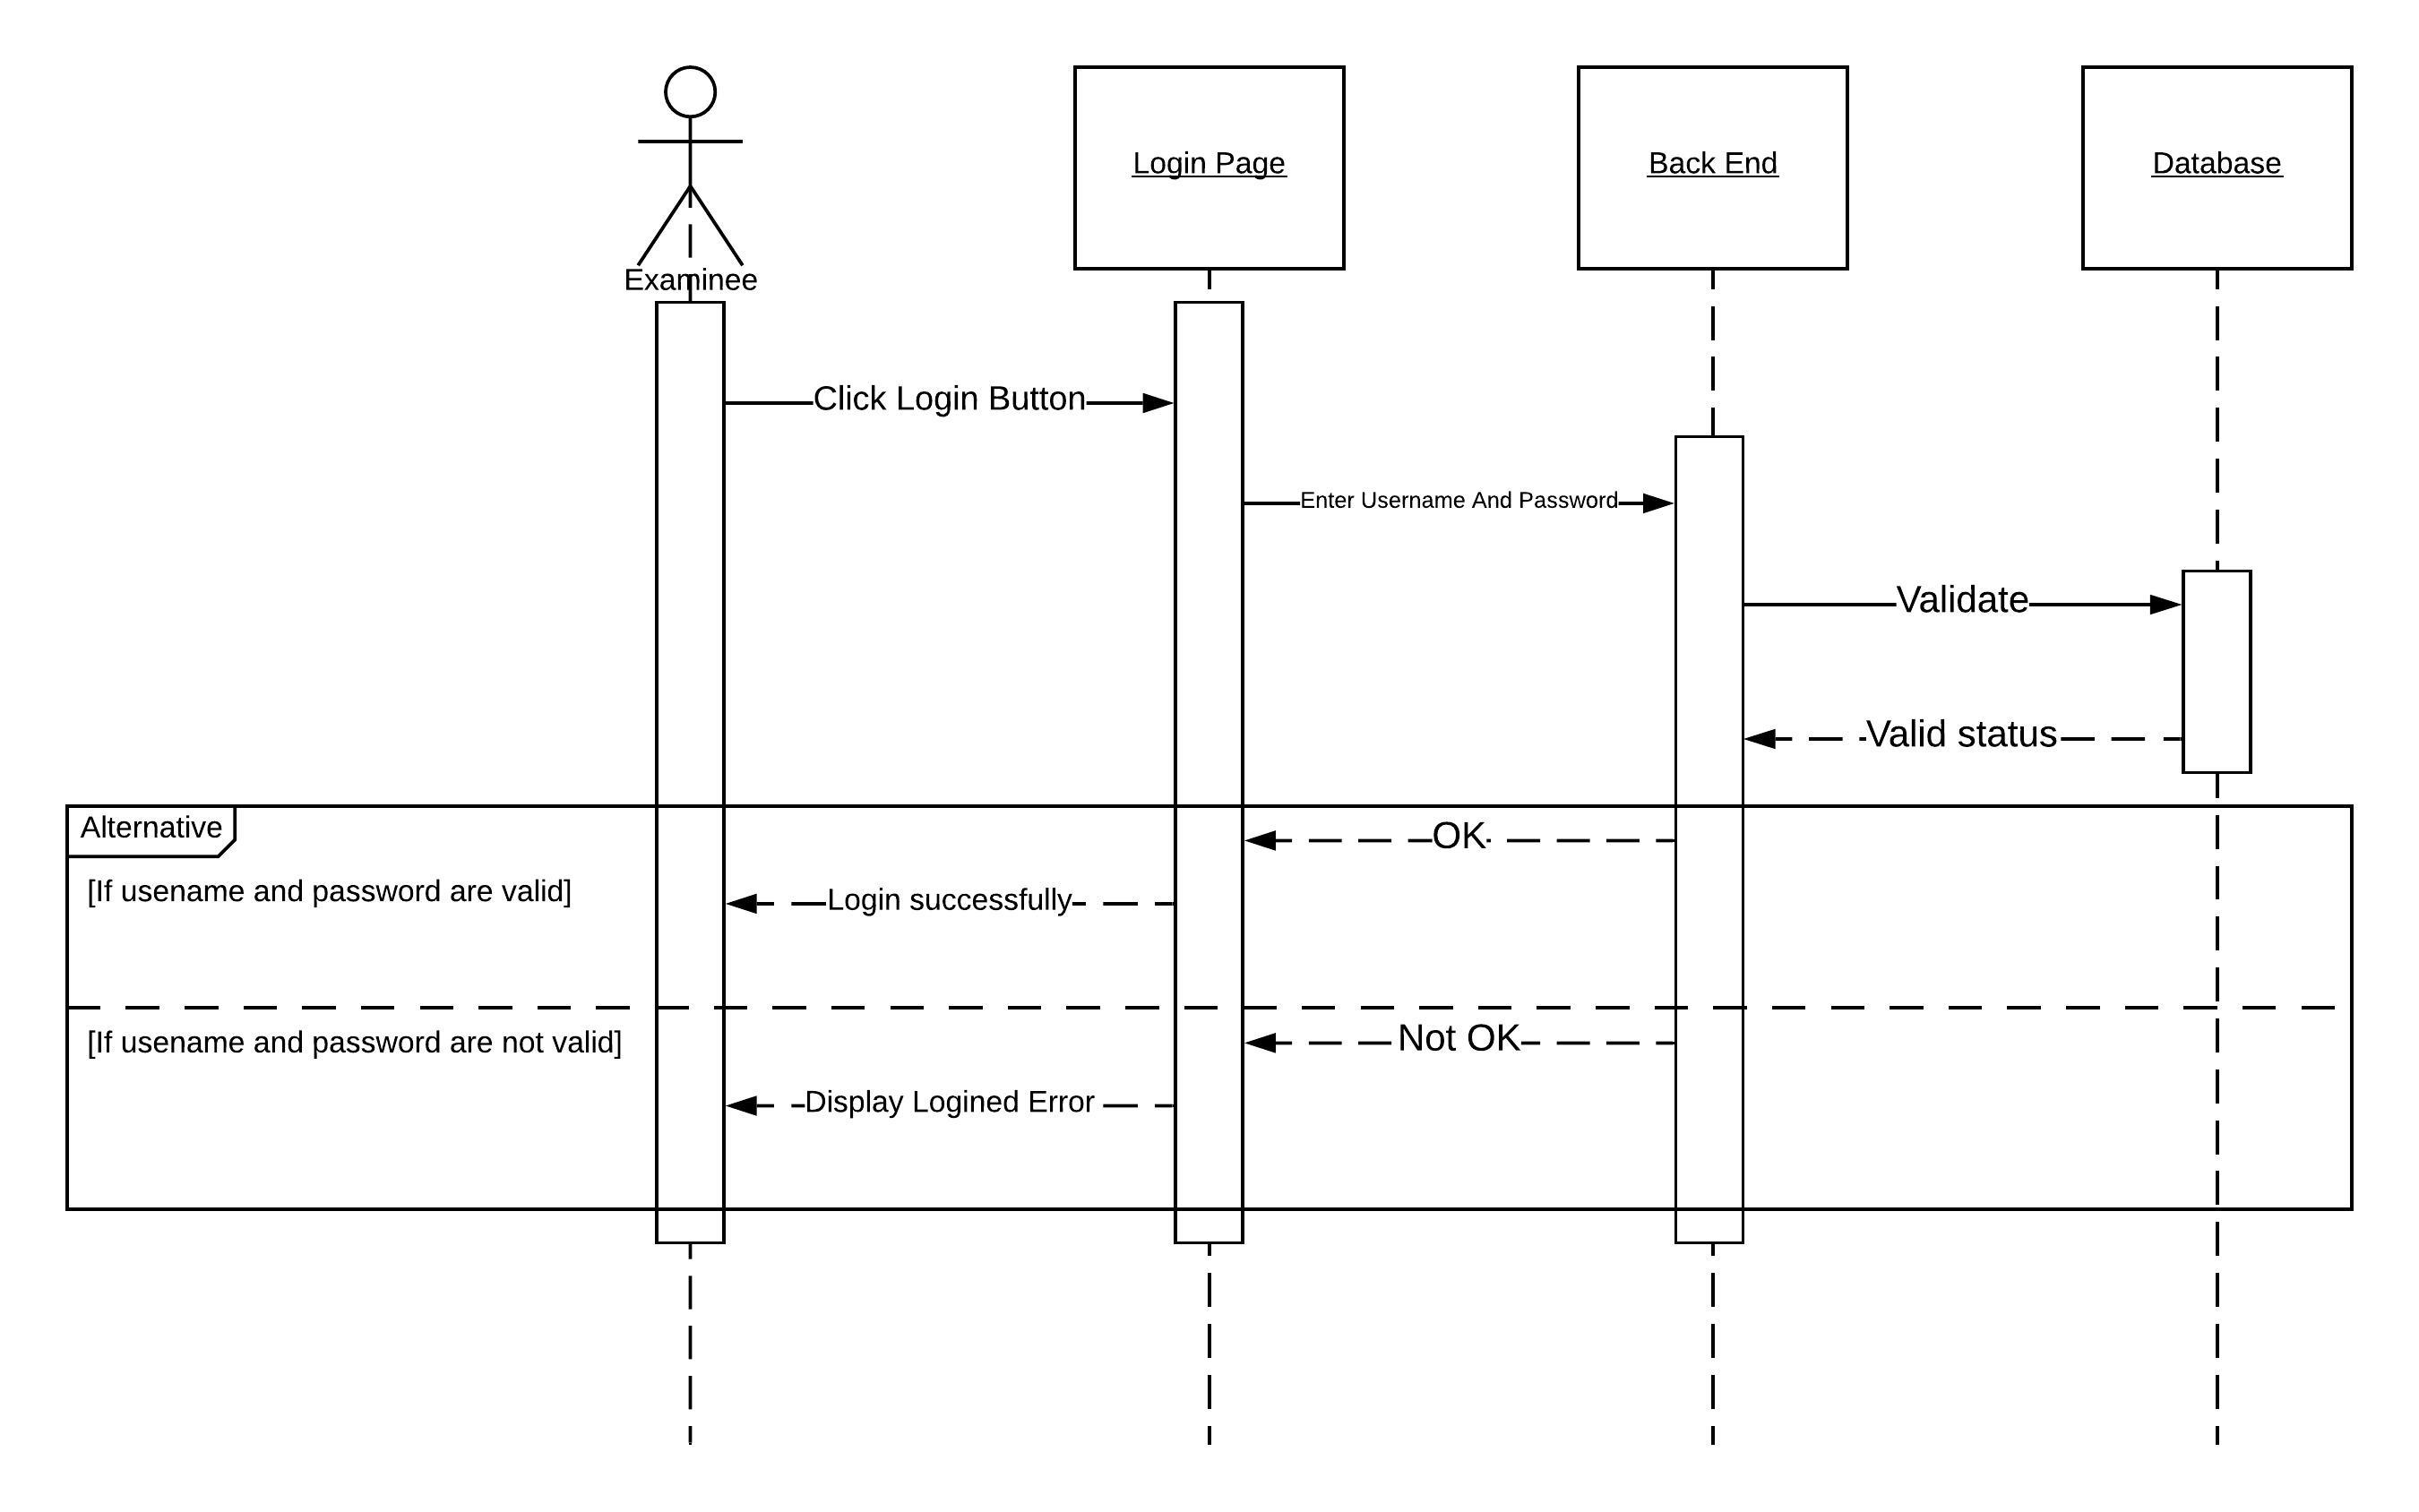 Login Page
Back End
Database
Examinee
Click Login Button
Enter Username And Password
Validate
Valid status
Alternative
OK
[If usename and password are valid]
Login successfully
[If usename and password are not valid]
Not OK
Display Logined Error